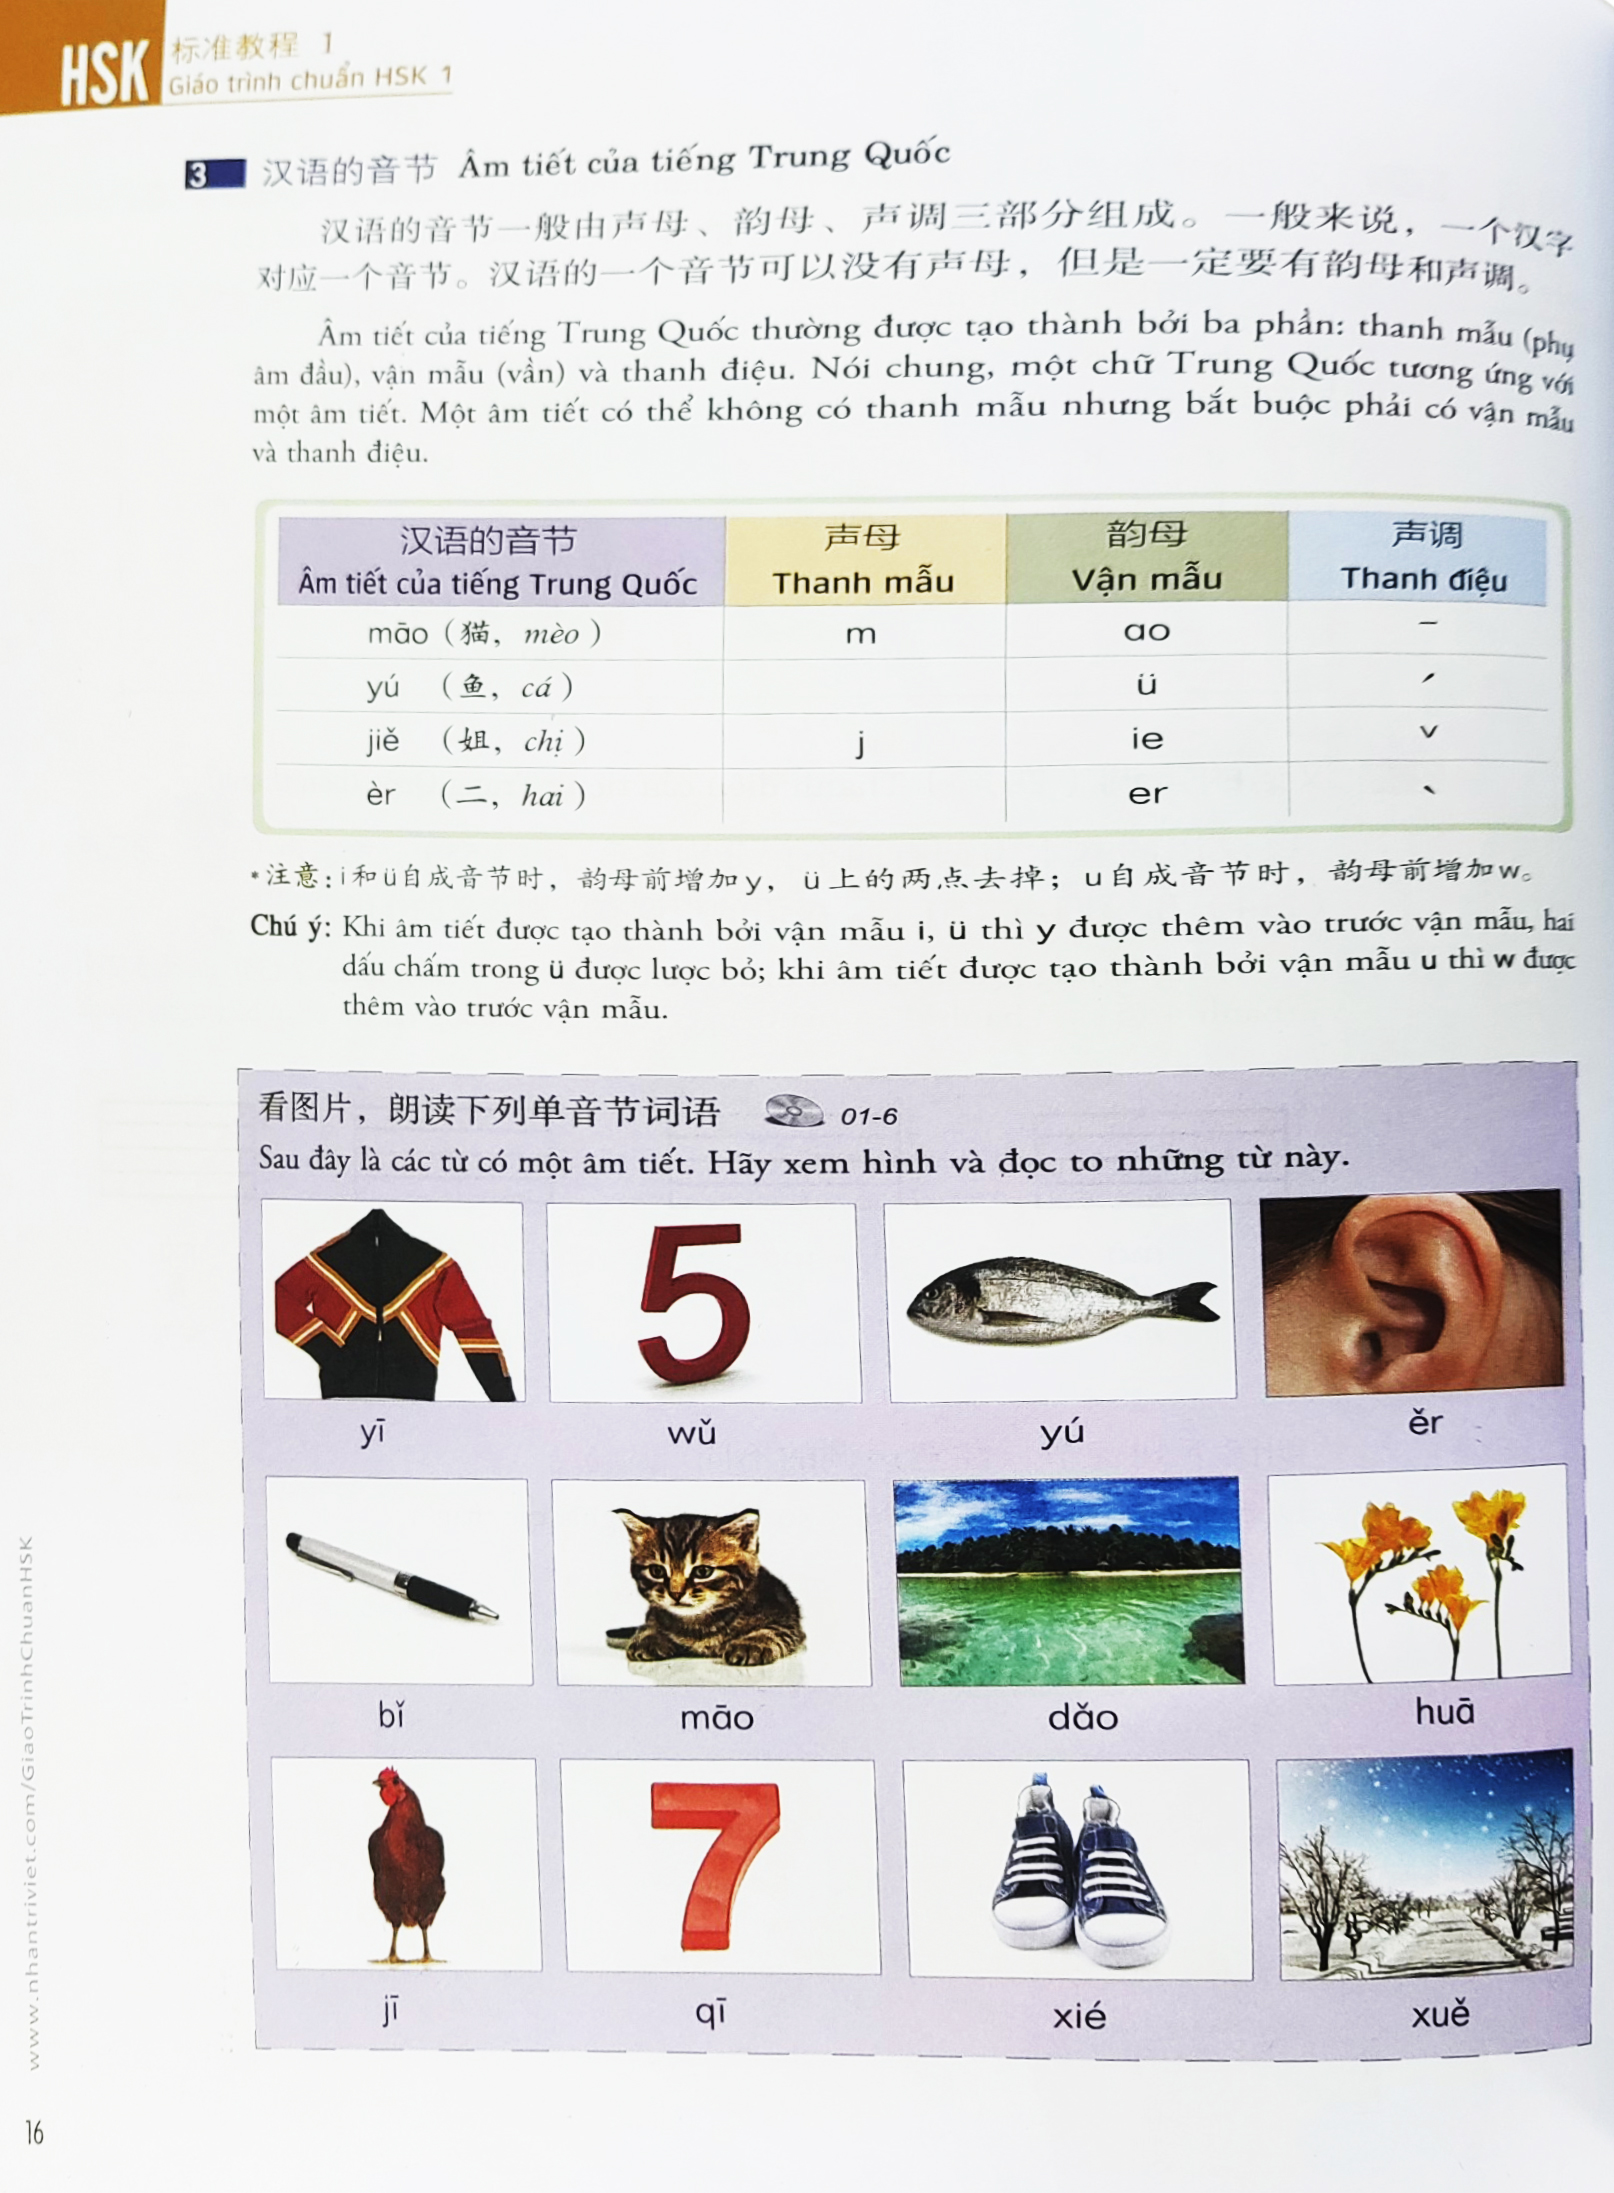 HSK 标准教程 1
Giáo trình chuẩn HSK 1
3 汉语的音节 Âm tiết của tiếng Trung Quốc
汉语的音节一般由声母、韵母、声调三部分组成。一般来说，一个汉字
对应一个音节。汉语的一个音节可以没有声母，但是一定要有韵母和声调。
Âm tiết của tiếng Trung Quốc thường được tạo thành bởi ba phần: thanh mẫu (phụ
âm đầu), vận mẫu (vần) và thanh điệu. Nói chung, một chữ Trung Quốc tương ứng với
một âm tiết. Một âm tiết có thể không có thanh mẫu nhưng bắt buộc phải có vận mẫu
và thanh điệu.
汉语的音节 声母 韵母 声调
Âm tiết của tiếng Trung Quốc Thanh mẫu Vận mẫu Thanh điệu
māo（猫，mèo） m ao ˉ
yú （鱼，cá） ü ˊ
jiě （姐，chị） j ie ˇ
èr （二，hai） er ˋ
*注意：i和ü自成音节时，韵母前增加y，ü上的两点去掉；u自成音节时，韵母前增加w。
Chú ý: Khi âm tiết được tạo thành bởi vận mẫu i, ü thì y được thêm vào trước vận mẫu, hai
dấu chấm trong ü được lược bỏ; khi âm tiết được tạo thành bởi vận mẫu u thì w được
thêm vào trước vận mẫu.
看图片，朗读下列单音节词语 01-6
Sau đây là các từ có một âm tiết. Hãy xem hình và đọc to những từ này.
5
yī wǔ yú ěr
bǐ māo dǎo huā
7
jī qī xié xuě
www.nhantriviet.com/GiaoTrinhChuanHSK
16